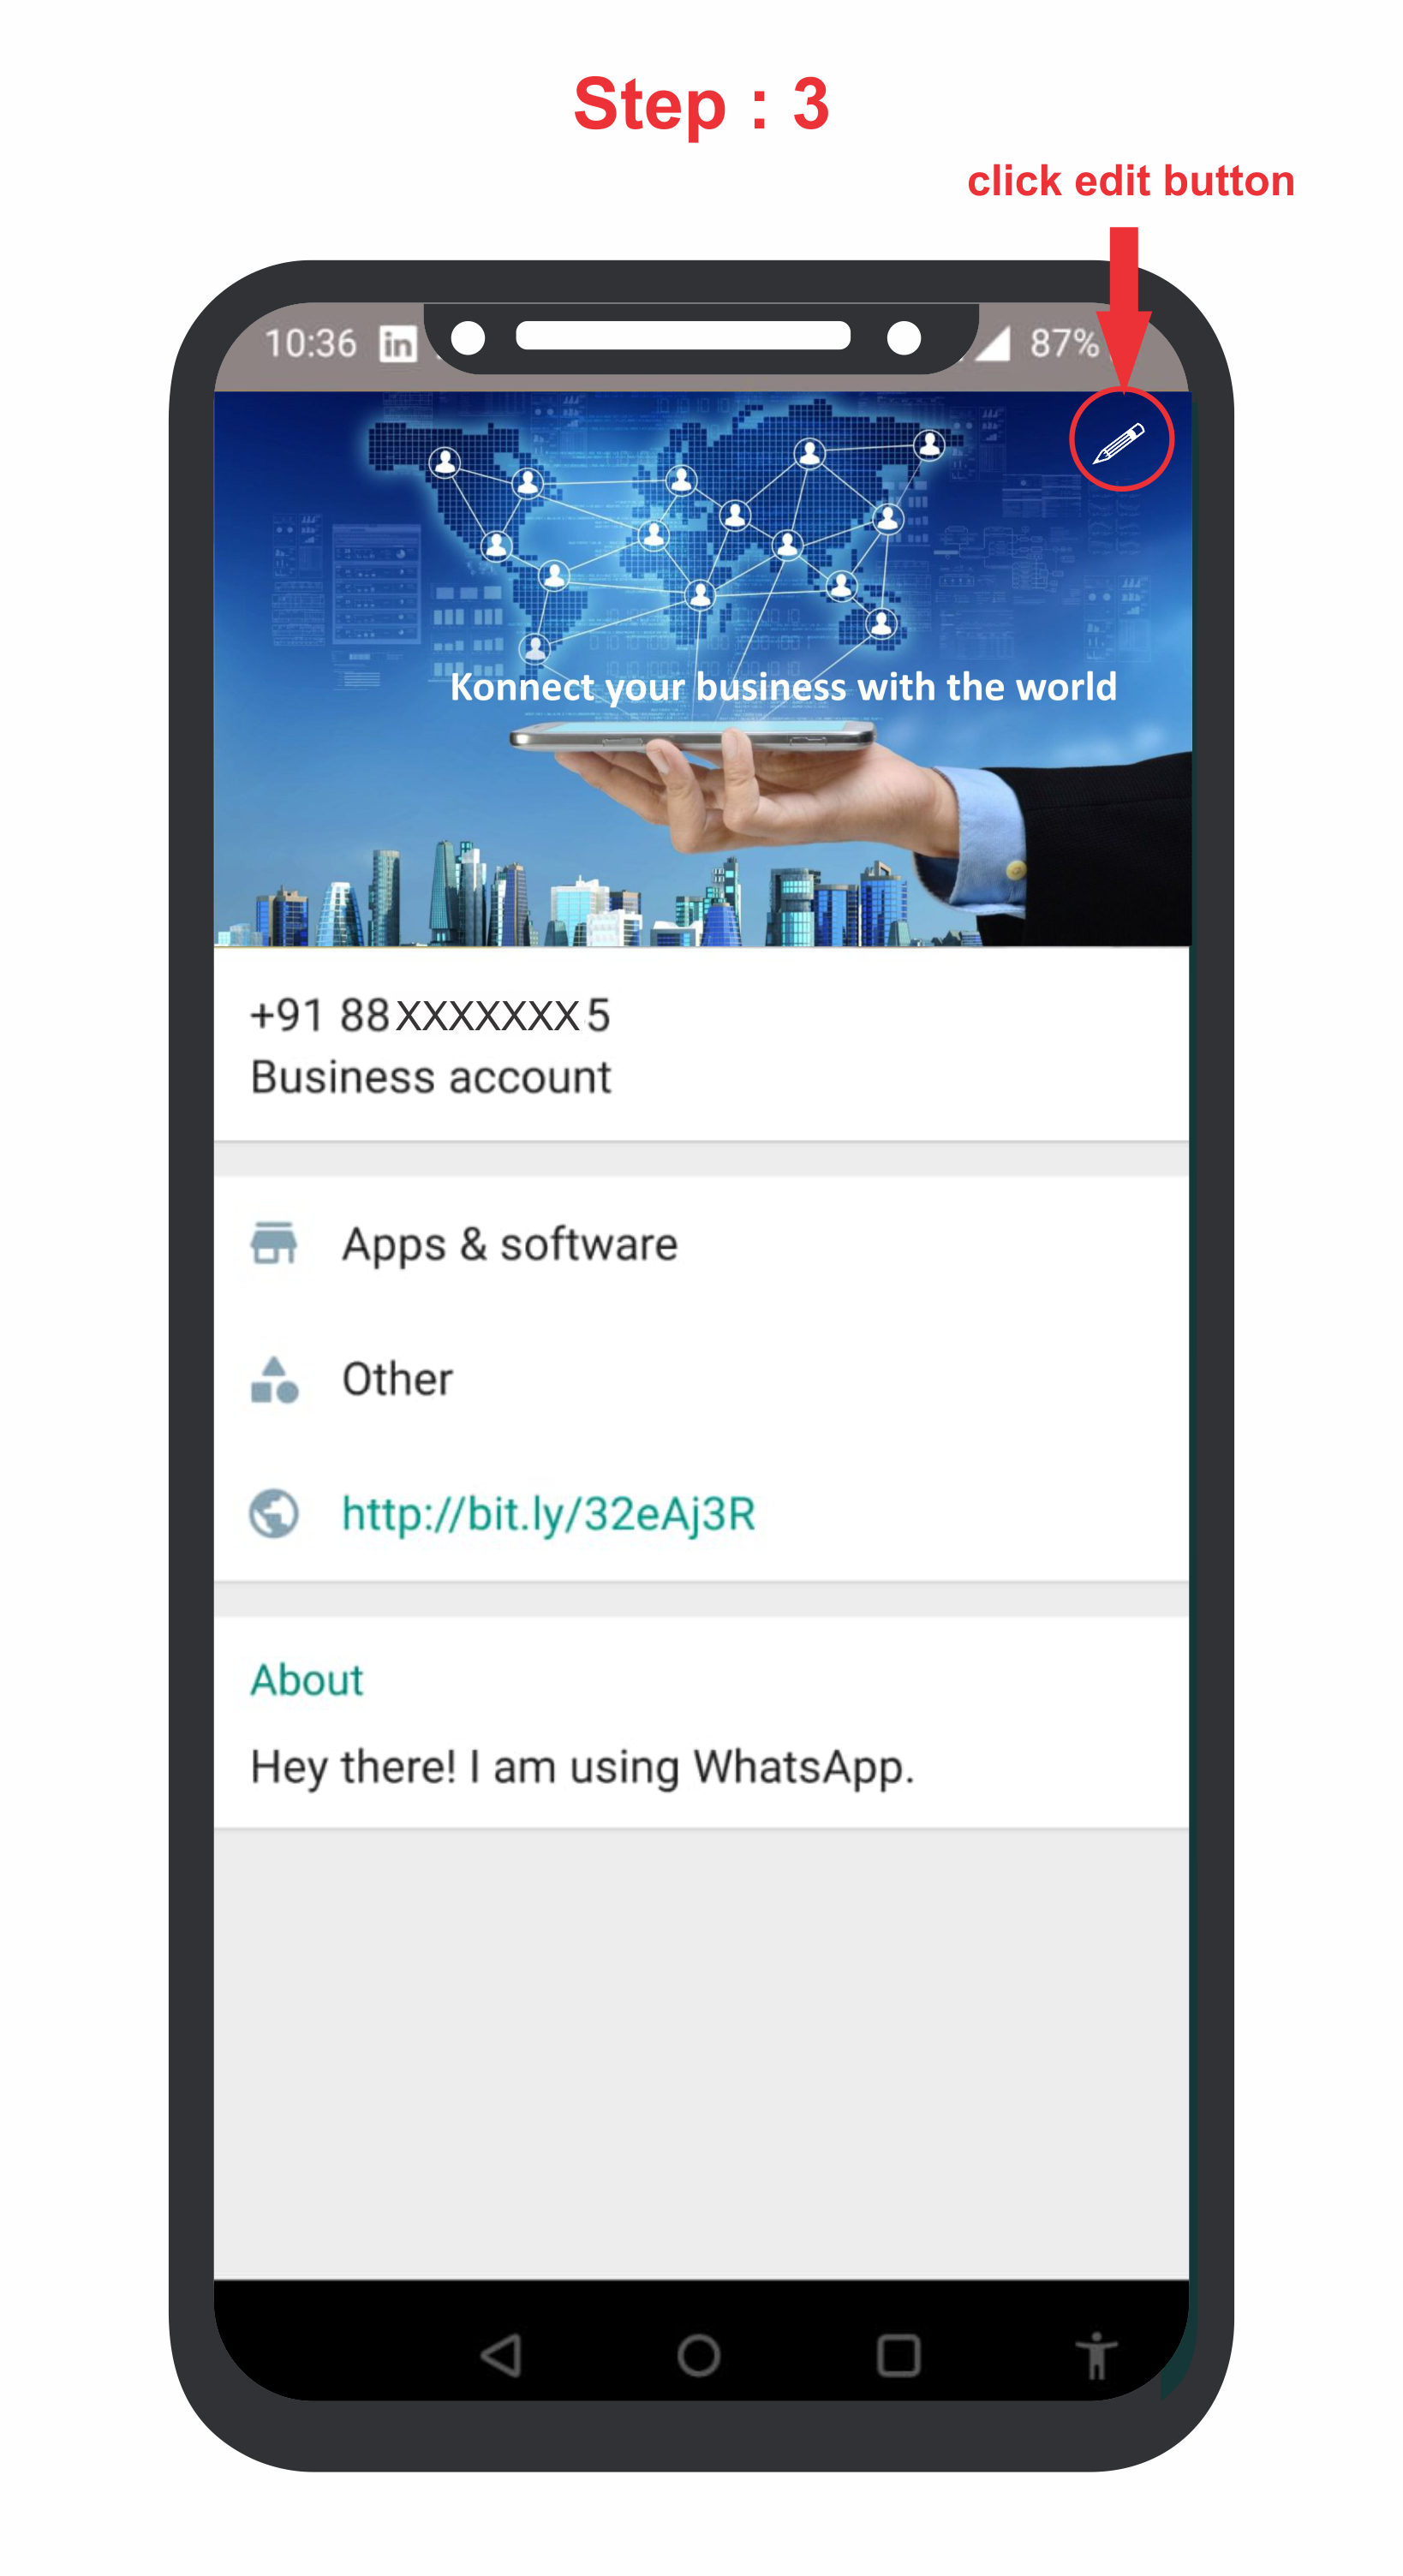 Step : 3
click edit button
10:36 in 87%
Konnect your business with the world
+91 88XXXXXXX5
Business account
Apps & software
Other
http://bit.ly/32eAj3R
About
Hey there! I am using WhatsApp.